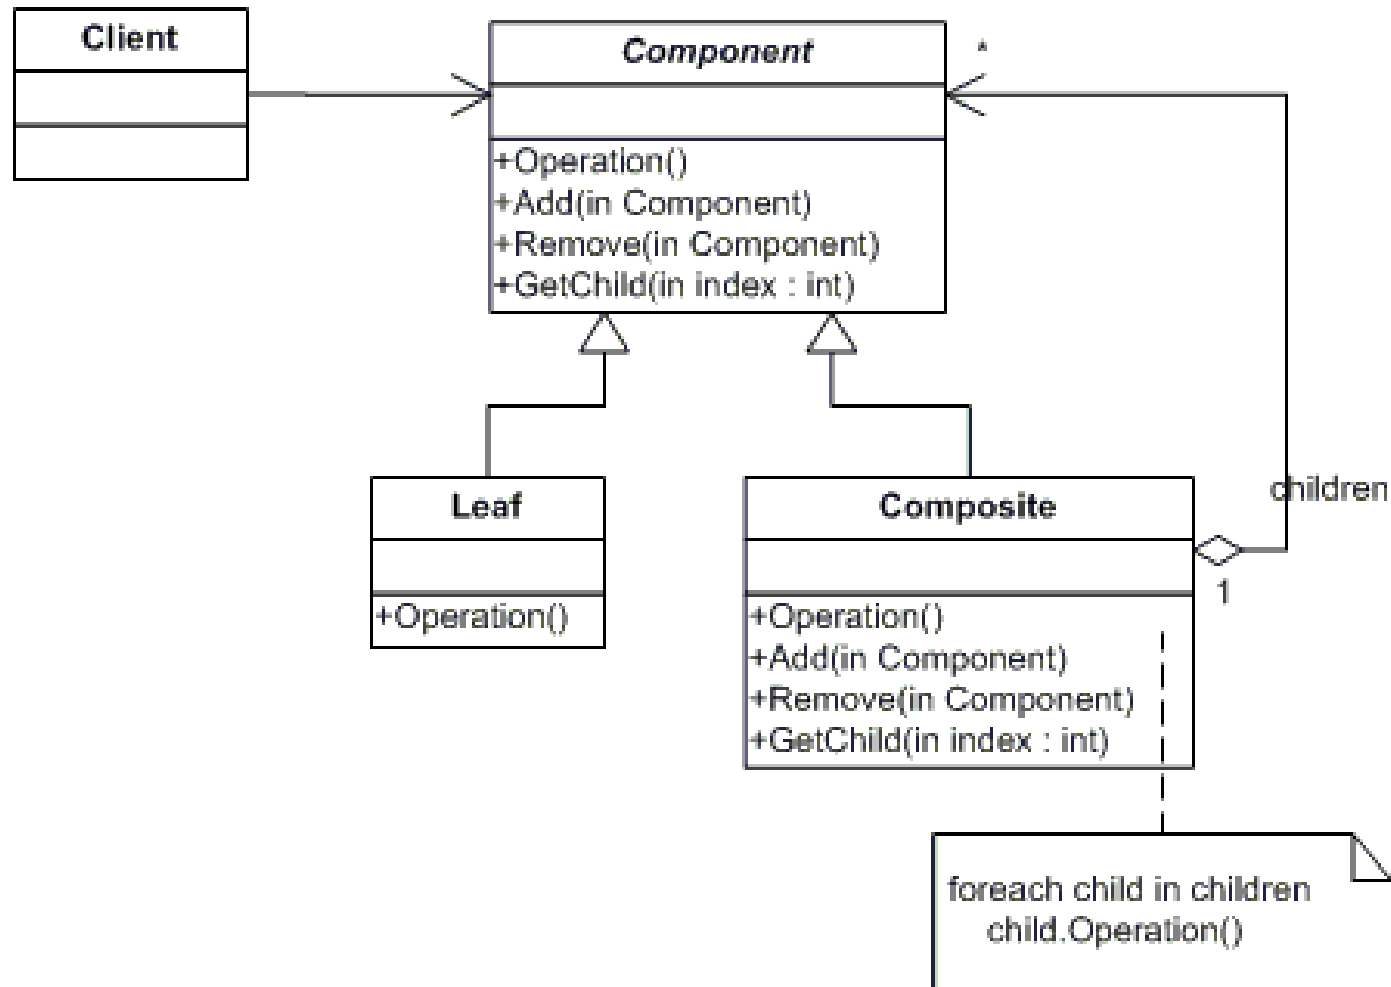 Client
Component
*
+Operation()
+Add(in Component)
+Remove(in Component)
+GetChild(in index : int)
children
Leaf
+Operation()
Composite
1
+Operation()
+Add(in Component)
+Remove(in Component)
+GetChild(in index : int)
foreach child in children
child.Operation()